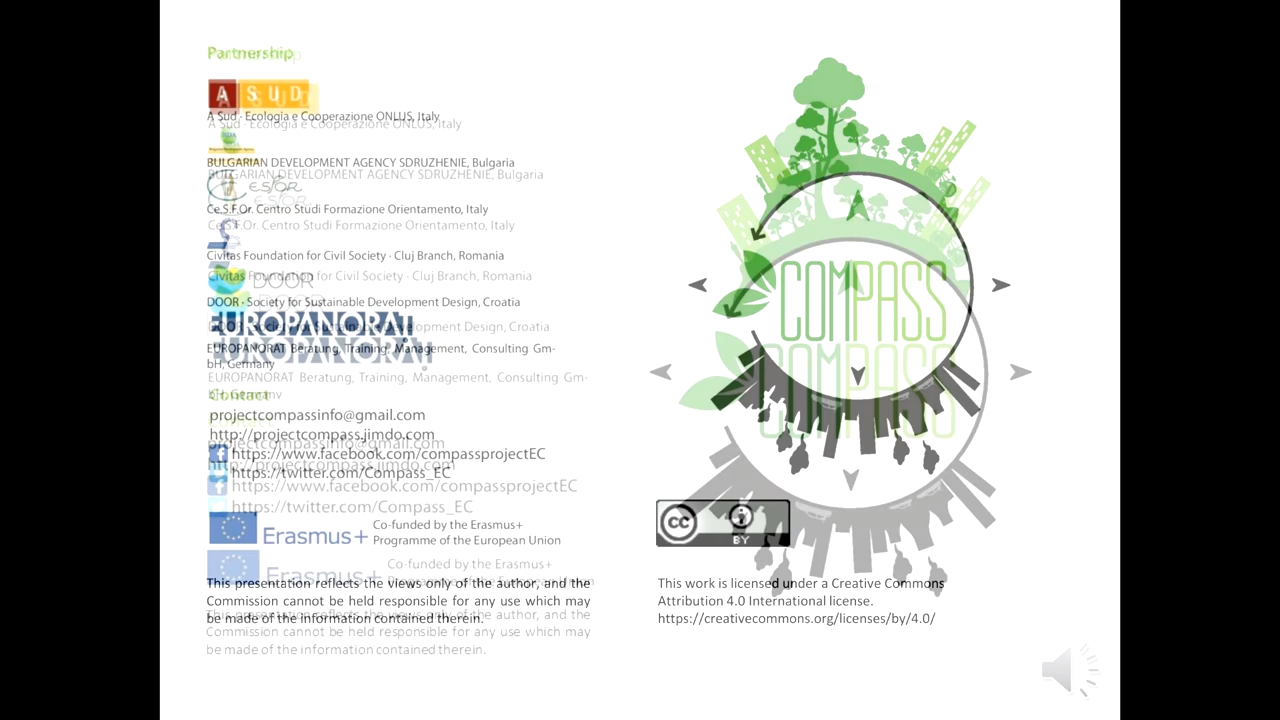 Partnership
A SUD
A Sud · Ecologia e Cooperazione ONLUS, Italy
BULGARIAN DEVELOPMENT AGENCY SDRUZHENIE, Bulgaria
Ce.S.F.Or. Centro Studi Formazione Orientamento, Italy
Civitas Foundation for Civil Society · Cluj Branch, Romania
DOOR
DOOR · Society for Sustainable Development Design, Croatia
EUROPANORAT
EUROPANORAT Beratung, Training, Management, Consulting Gm-
bH, Germany
Contact
projectcompassinfo@gmail.com
http://projectcompass.jimdo.com
https://www.facebook.com/compassprojectEC
https://twitter.com/Compass_EC
Erasmus+
Co-funded by the Erasmus+
Programme of the European Union
This presentation reflects the views only of the author, and the
Commission cannot be held responsible for any use which may
be made of the information contained therein.
COMPASS
CC BY
This work is licensed under a Creative Commons
Attribution 4.0 International license.
https://creativecommons.org/licenses/by/4.0/